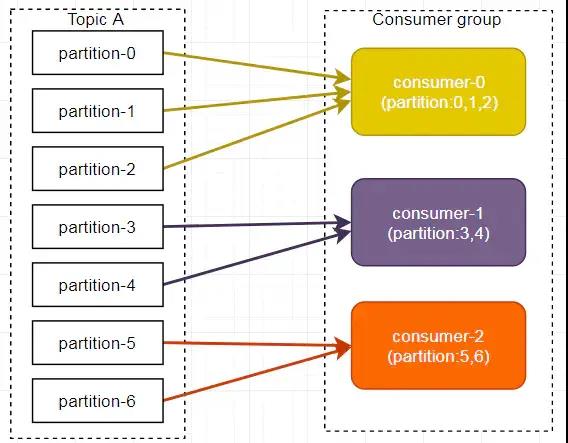 Topic A
partition-0
partition-1
partition-2
partition-3
partition-4
partition-5
partition-6
Consumer group
consumer-0
(partition:0,1,2)
consumer-1
(partition:3,4)
consumer-2
(partition:5,6)